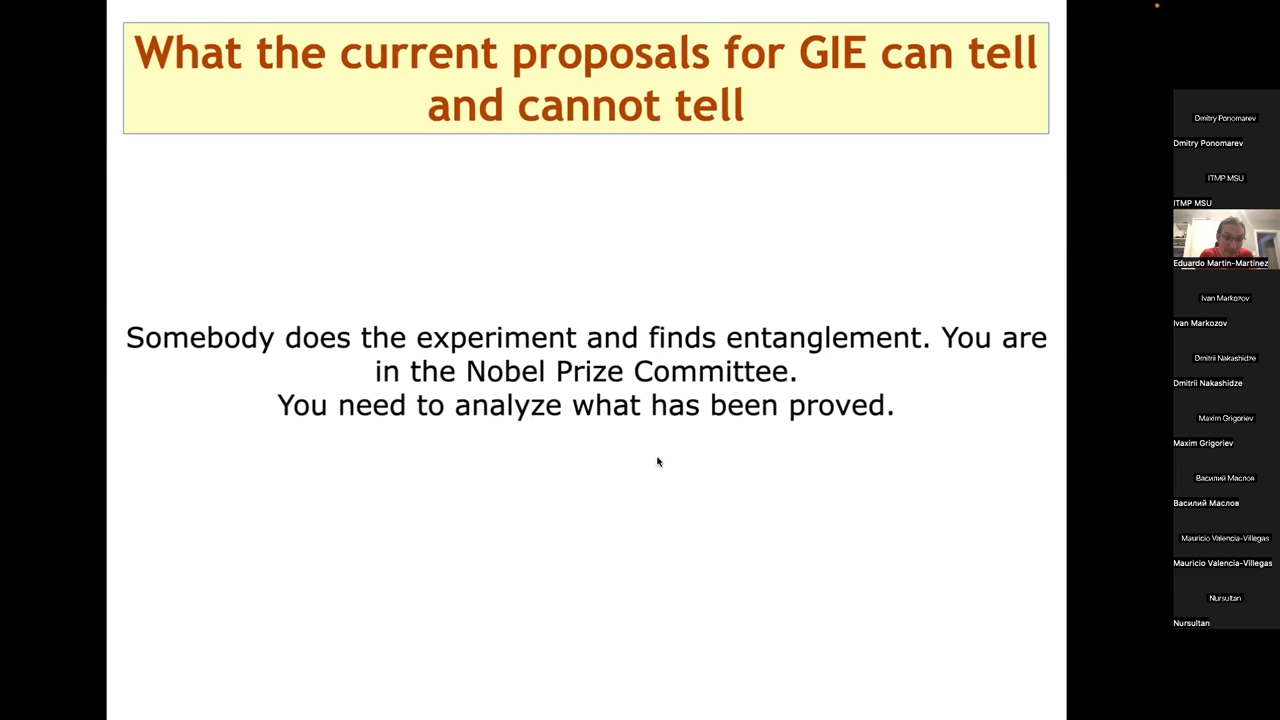 What the current proposals for GIE can tell
and cannot tell
Somebody does the experiment and finds entanglement. You are
in the Nobel Prize Committee.
You need to analyze what has been proved.
Dmitry Ponomarev
Dmitry Ponomarev
ITMP MSU
ITMP MSU
Eduardo Martin-Martinez
Ivan Markozov
Ivan Markozov
Dmitrii Nakashidze
Dmitrii Nakashidze
Maxim Grigoriev
Maxim Grigoriev
Василий Маслов
Василий Маслов
Mauricio Valencia-Villegas
Mauricio Valencia-Villegas
Nursultan
Nursultan